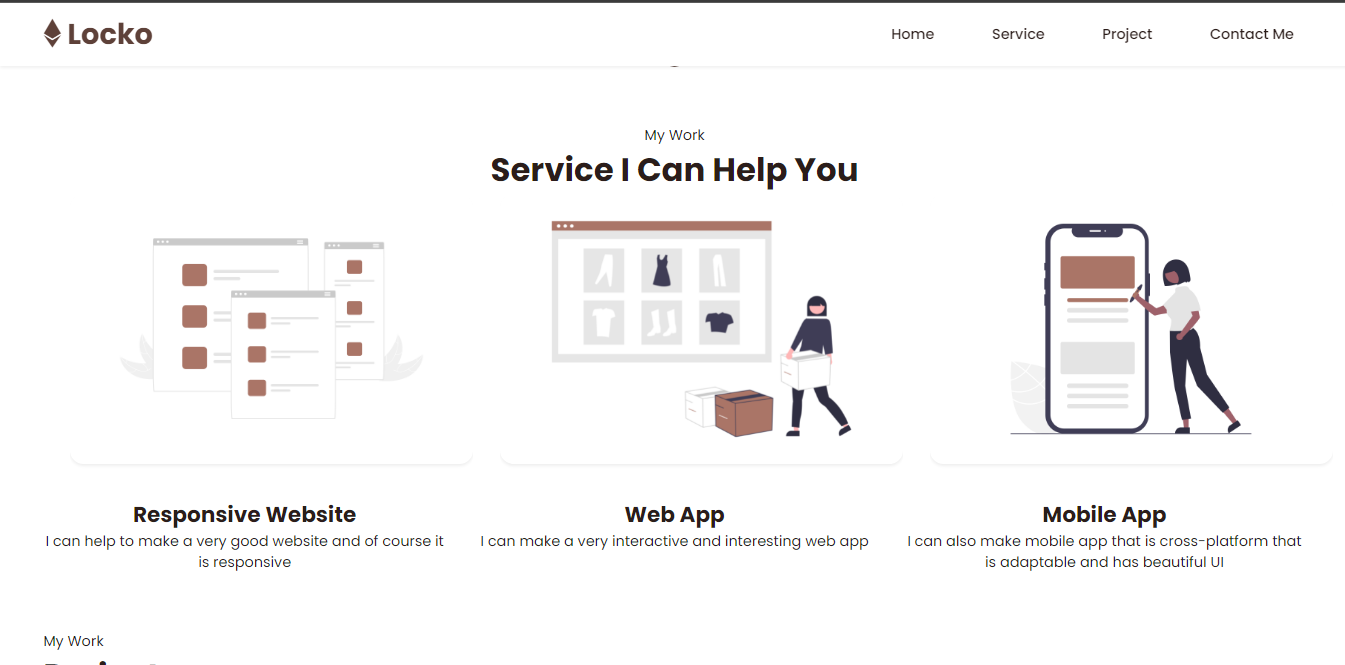 Locko
Home
Service
Project
Contact Me
My Work
Service I Can Help You
Responsive Website
I can help to make a very good website and of course it
is responsive
Web App
I can make a very interactive and interesting web app
Mobile App
I can also make mobile app that is cross-platform that
is adaptable and has beautiful UI
My Work